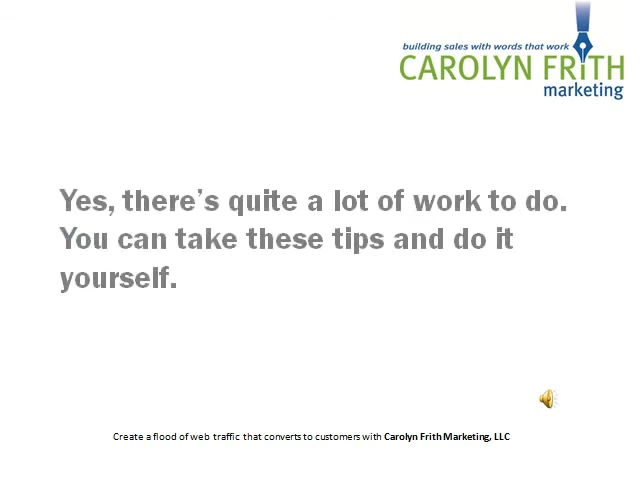 building sales with words that work
CAROLYN FRITH
marketing
Yes, there's quite a lot of work to do.
You can take these tips and do it
yourself.
Create a flood of web traffic that converts to customers with Carolyn Frith Marketing, LLC